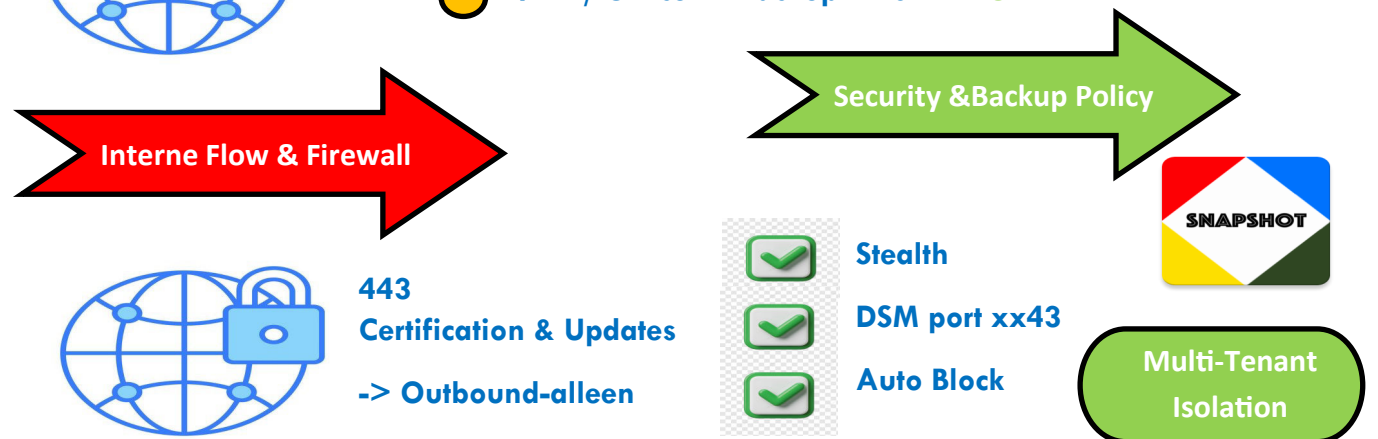 Security &Backup Policy
Interne Flow & Firewall
SNAPSHOT
443
Certification & Updates
-> Outbound-alleen
Stealth
DSM port xx43
Auto Block
Multi-Tenant
Isolation